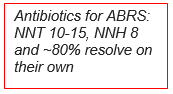 Antibiotics for ABRS:
NNT 10-15, NNH 8
and ~80% resolve on
their own